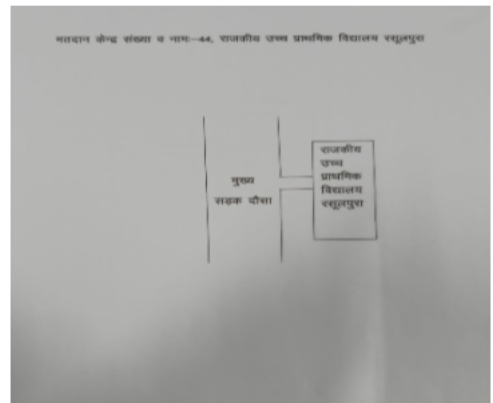 मतदान केन्द्र संख्या व नामः-44, राजकीय उच्च प्राथमिक विद्यालय रसूलपुरा
मुख्य
सड़क दौसा
राजकीय
उच्च
प्राथमिक
विद्यालय
रसूलपुरा